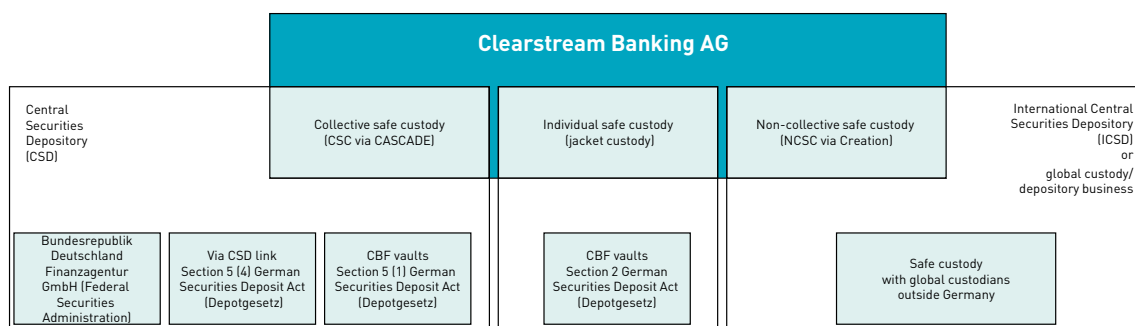 Clearstream Banking AG
Central
Securities
Depository
(CSD)
Collective safe custody
(CSC via CASCADE)
Individual safe custody
(jacket custody)
Non-collective safe custody
(NCSC via Creation)
International Central
Securities Depository
(ICSD)
or
global custody/
depository business
Bundesrepublik
Deutschland
Finanzagentur
GmbH (Federal
Securities
Administration)
Via CSD link
Section 5 (4) German
Securities Deposit Act
(Depotgesetz)
CBF vaults
Section 5 (1) German
Securities Deposit Act
(Depotgesetz)
CBF vaults
Section 2 German
Securities Deposit Act
(Depotgesetz)
Safe custody
with global custodians
outside Germany